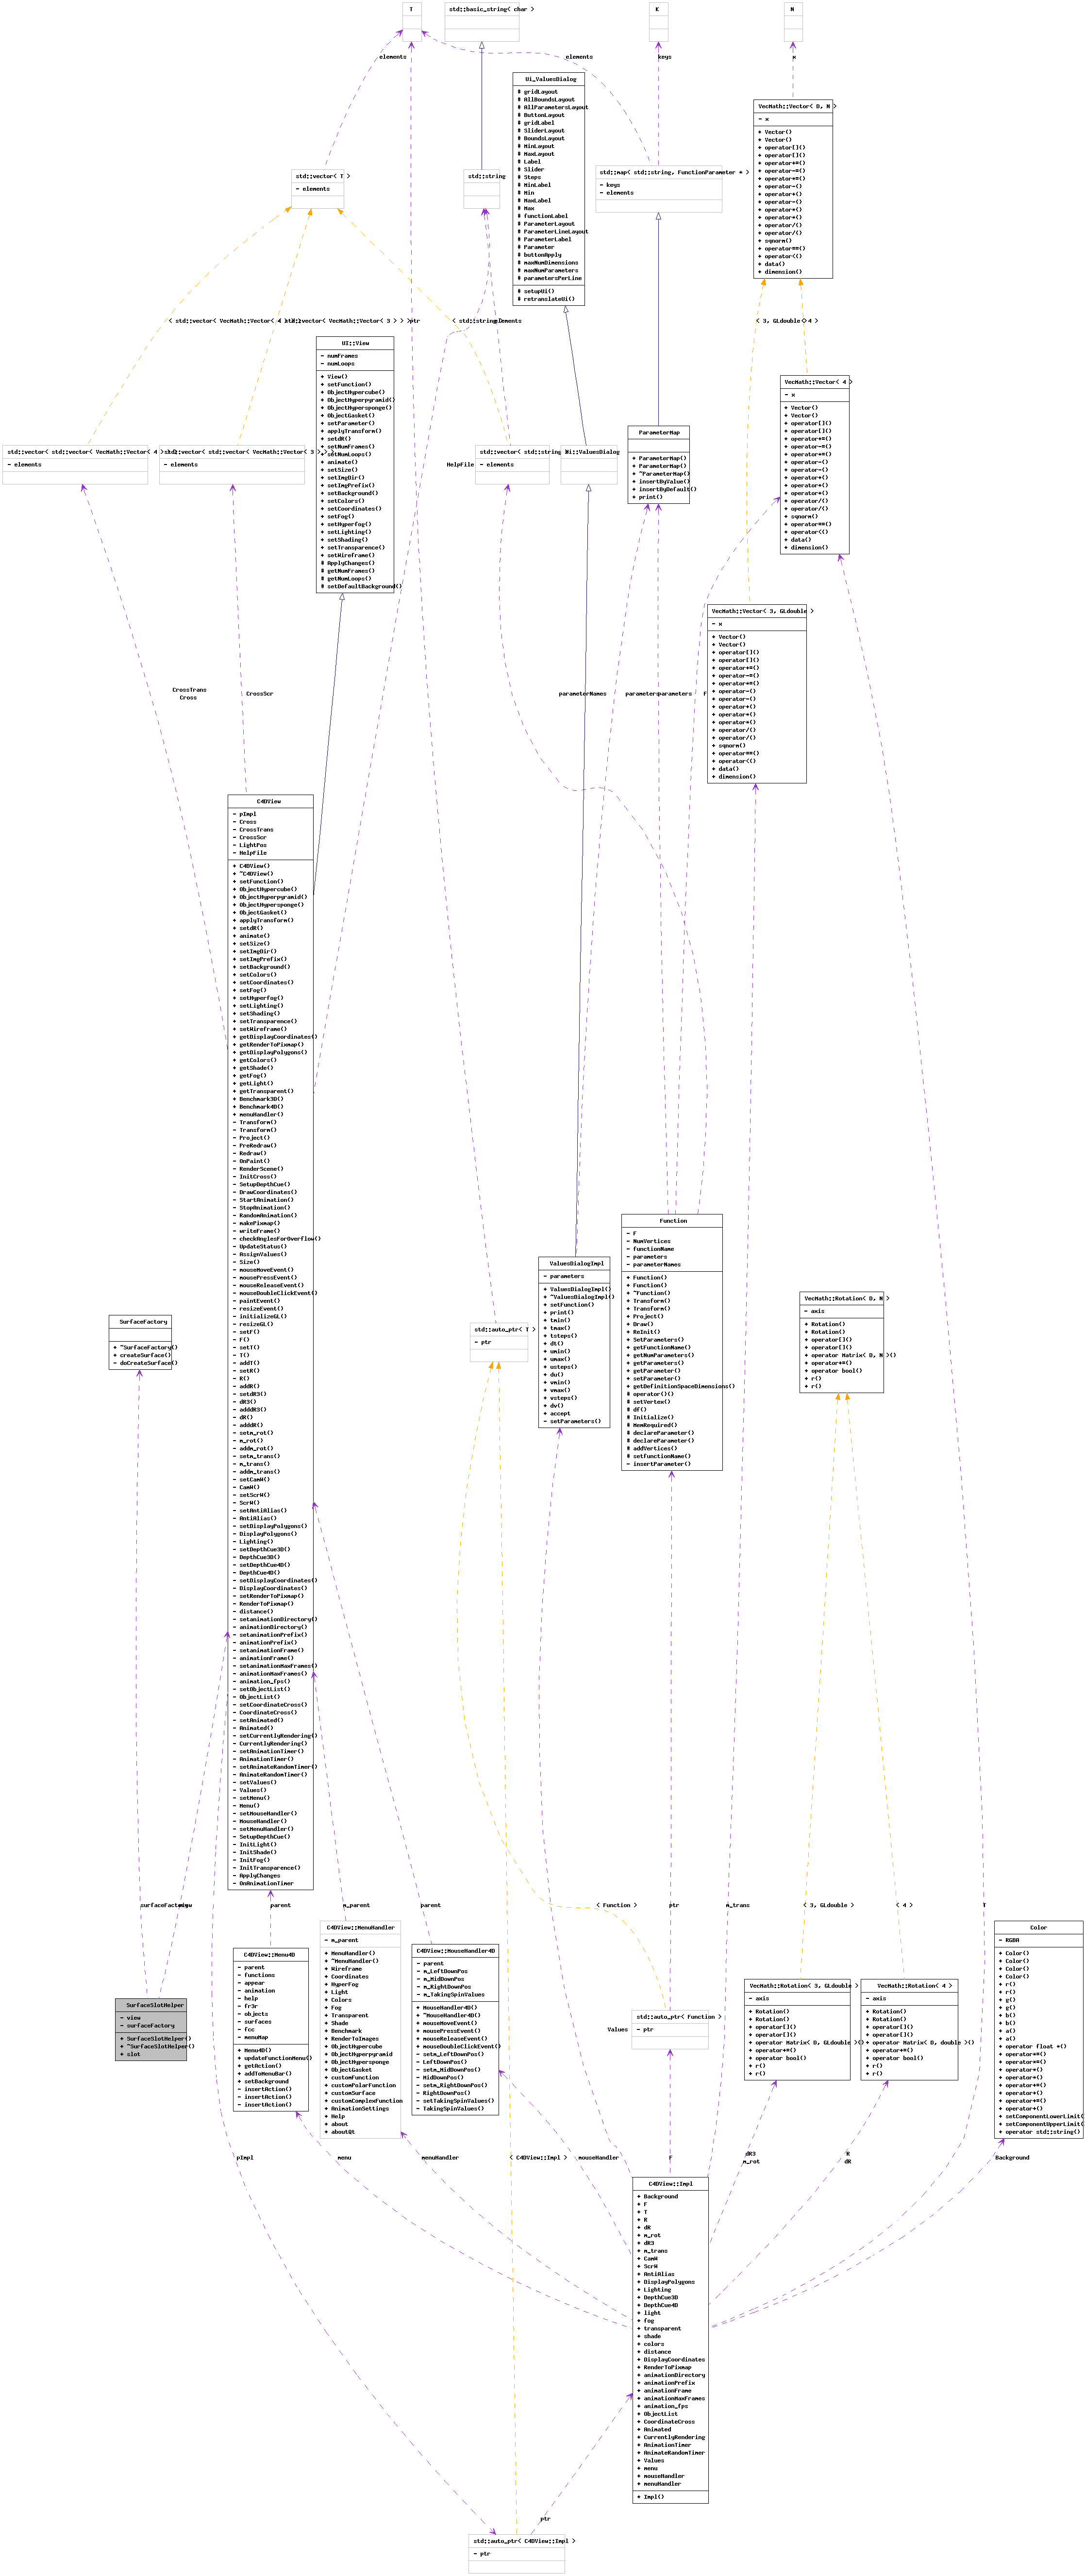 T
std::basic_string< char >
K
N
elements
elements
keys
x
Ui_ValuesDialog
# gridLayout
# AllBoundsLayout
# AllParametersLayout
# ButtonLayout
# gridLabel
# SliderLayout
# BoundsLayout
# MinLayout
# MaxLayout
# Label
# Slider
# Steps
# MinLabel
# Min
# MaxLabel
# Max
# functionLabel
# ParameterLayout
# ParameterLineLayout
# ParameterLabel
# Parameter
# buttonApply
# maxNumDimensions
# maxNumParameters
# parametersPerLine
# setupUi()
# retranslateUi()
VecMath::Vector< D, N >
- x
+ Vector()
+ Vector()
+ operator[]()
+ operator[]()
+ operator+=()
+ operator-=()
+ operator*=()
+ operator-()
+ operator+()
+ operator-()
+ operator*()
+ operator*()
+ operator/()
+ operator/()
+ sqnorm()
+ operator==()
+ operator<()
+ data()
+ dimension()
std::vector< T >
- elements
std::string
std::map< std::string, FunctionParameter * >
- keys
- elements
< std::vector< VecMath::Vector< 4 > > >
< std::vector< VecMath::Vector< 3 > > >
ptr
< std::string >
elements
< 3, GLdouble >
< 4 >
UI::View
- numFrames
- numLoops
+ View()
+ setFunction()
+ ObjectHypercube()
+ ObjectHyperpyramid()
+ ObjectHypersponge()
+ ObjectGasket()
+ setParameter()
+ applyTransform()
+ setdR()
+ setNumFrames()
+ setNumLoops()
+ animate()
+ setSize()
+ setImgDir()
+ setImgPrefix()
+ setBackground()
+ setColors()
+ setCoordinates()
+ setFog()
+ setHyperfog()
+ setLighting()
+ setShading()
+ setTransparence()
+ setWireframe()
# ApplyChanges()
# getNumFrames()
# getNumLoops()
# setDefaultBackground()
VecMath::Vector< 4 >
- x
+ Vector()
+ Vector()
+ operator[]()
+ operator[]()
+ operator+=()
+ operator-=()
+ operator*=()
+ operator-()
+ operator-()
+ operator+()
+ operator*()
+ operator*()
+ operator/()
+ operator/()
+ sqnorm()
+ operator==()
+ operator<()
+ data()
+ dimension()
std::vector< std::vector< VecMath::Vector< 4 > > >
- elements
std::vector< std::vector< VecMath::Vector< 3 > > >
- elements
HelpFile
std::vector< std::string >
- elements
Ui::ValuesDialog
ParameterMap
+ ParameterMap()
+ ParameterMap()
+ ~ParameterMap()
+ insertByValue()
+ insertByDefault()
+ print()
VecMath::Vector< 3, GLdouble >
- x
+ Vector()
+ Vector()
+ operator[]()
+ operator[]()
+ operator+=()
+ operator-=()
+ operator*=()
+ operator-()
+ operator-()
+ operator+()
+ operator*()
+ operator*()
+ operator/()
+ operator/()
+ sqnorm()
+ operator==()
+ operator<()
+ data()
+ dimension()
CrossTrans
Cross
CrossScr
parameterNames
parameters
parameters
F
C4DView
- pImpl
- Cross
- CrossTrans
- CrossScr
- LightPos
- HelpFile
+ C4DView()
+ ~C4DView()
+ setFunction()
+ ObjectHypercube()
+ ObjectHyperpyramid()
+ ObjectHypersponge()
+ ObjectGasket()
+ applyTransform()
+ setdR()
+ animate()
+ setSize()
+ setImgDir()
+ setImgPrefix()
+ setBackground()
+ setColors()
+ setCoordinates()
+ setFog()
+ setHyperfog()
+ setLighting()
+ setShading()
+ setTransparence()
+ setWireframe()
+ getDisplayCoordinates()
+ getRenderToPixmap()
+ getDisplayPolygons()
+ getColors()
+ getShade()
+ getFog()
+ getLight()
+ getTransparent()
+ Benchmark3D()
+ Benchmark4D()
+ menuHandler()
- Transform()
- Transform()
- Project()
- PreRedraw()
- Redraw()
- OnPaint()
- RenderScene()
- InitCross()
- SetupDepthCue()
- DrawCoordinates()
- StartAnimation()
- StopAnimation()
- RandomAnimation()
- makePixmap()
- writeFrame()
- checkAnglesForOverflow()
- UpdateStatus()
- AssignValues()
- Size()
- mouseMoveEvent()
- mousePressEvent()
- mouseReleaseEvent()
- mouseDoubleClickEvent()
- paintEvent()
- resizeEvent()
- initializeGL()
- resizeGL()
- setF()
- F()
- setT()
- T()
- addT()
- setR()
- R()
- addR()
- setdR3()
- dR3()
- adddR3()
- dR()
- adddR()
- setm_rot()
- m_rot()
- addm_rot()
- setm_trans()
- m_trans()
- addm_trans()
- setCamW()
- CamW()
- setScrW()
- ScrW()
- setAntiAlias()
- AntiAlias()
- setDisplayPolygons()
- DisplayPolygons()
- Lighting()
- setDepthCue3D()
- DepthCue3D()
- setDepthCue4D()
- DepthCue4D()
- setDisplayCoordinates()
- DisplayCoordinates()
- setRenderToPixmap()
- RenderToPixmap()
- distance()
- setanimationDirectory()
- animationDirectory()
- setanimationPrefix()
- animationPrefix()
- setanimationFrame()
- animationFrame()
- setanimationMaxFrames()
- animationMaxFrames()
- animation_fps()
- setObjectList()
- ObjectList()
- setCoordinateCross()
- CoordinateCross()
- setAnimated()
- Animated()
- setCurrentlyRendering()
- CurrentlyRendering()
- setAnimationTimer()
- AnimationTimer()
- setAnimateRandomTimer()
- AnimateRandomTimer()
- setValues()
- Values()
- setMenu()
- Menu()
- setMouseHandler()
- MouseHandler()
- setMenuHandler()
- SetupDepthCue()
- InitLight()
- InitShade()
- InitFog()
- InitTransparence()
- ApplyChanges
- OnAnimationTimer
Function
- F
- NumVertices
- functionName
- parameters
- parameterNames
+ Function()
+ Function()
+ ~Function()
+ Transform()
+ Transform()
+ Project()
+ Draw()
+ ReInit()
+ SetParameters()
+ getFunctionName()
+ getNumParameters()
+ getParameters()
+ getParameter()
+ setParameter()
+ getDefinitionSpaceDimensions()
# operator()()
# setVertex()
# df()
# Initialize()
# MemRequired()
# declareParameter()
# declareParameter()
# addVertices()
# setfunctionName()
- insertParameter()
ValuesDialogImpl
- parameters
+ ValuesDialogImpl()
+ ~ValuesDialogImpl()
+ setFunction()
+ print()
+ tmin()
+ tmax()
+ tsteps()
+ dt()
+ umin()
+ umax()
+ usteps()
+ du()
+ vmin()
+ vmax()
+ vsteps()
+ dv()
+ accept
- setParameters()
VecMath::Rotation< D, N >
- axis
+ Rotation()
+ Rotation()
+ operator[]()
+ operator[]()
+ operator Matrix< D, N >()
+ operator+=()
+ operator bool()
+ r()
+ r()
SurfaceFactory
+ ~SurfaceFactory()
+ createSurface()
- doCreateSurface()
std::auto_ptr< T >
- ptr
surfaceFactory
view
parent
m_parent
parent
< Function >
ptr
m_trans
< 3, GLdouble >
< 4 >
T
SurfaceSlotHelper
- view
- surfaceFactory
+ SurfaceSlotHelper()
+ ~SurfaceSlotHelper()
+ slot
C4DView::Menu4D
- parent
- functions
- appear
- animation
- help
- fr3r
- objects
- surfaces
- fcc
- menuMap
+ Menu4D()
+ updateFunctionMenu()
+ getAction()
+ addToMenuBar()
+ setBackground
- insertAction()
- insertAction()
- insertAction()
C4DView::MenuHandler
- m_parent
+ MenuHandler()
+ ~MenuHandler()
+ Wireframe
+ Coordinates
+ HyperFog
+ Light
+ Colors
+ Fog
+ Transparent
+ Shade
+ Benchmark
+ RenderToImages
+ ObjectHypercube
+ ObjectHyperpyramid
+ ObjectHypersponge
+ ObjectGasket
+ customFunction
+ customPolarFunction
+ customSurface
+ customComplexFunction
+ AnimationSettings
+ Help
+ about
+ aboutQt
C4DView::MouseHandler4D
- parent
- m_LeftDownPos
- m_MidDownPos
- m_RightDownPos
- m_TakingSpinValues
+ MouseHandler4D()
+ ~MouseHandler4D()
+ mouseMoveEvent()
+ mousePressEvent()
+ mouseReleaseEvent()
+ mouseDoubleClickEvent()
- setm_LeftDownPos()
- LeftDownPos()
- setm_MidDownPos()
- MidDownPos()
- setm_RightDownPos()
- RightDownPos()
- setTakingSpinValues()
- TakingSpinValues()
Values
std::auto_ptr< Function >
- ptr
VecMath::Rotation< 3, GLdouble >
- axis
+ Rotation()
+ Rotation()
+ operator[]()
+ operator[]()
+ operator Matrix< D, GLdouble >()
+ operator+=()
+ operator bool()
+ r()
+ r()
VecMath::Rotation< 4 >
- axis
+ Rotation()
+ Rotation()
+ operator[]()
+ operator[]()
+ operator Matrix< D, double >()
+ operator+=()
+ operator bool()
+ r()
+ r()
Color
- RGBA
+ Color()
+ Color()
+ Color()
+ Color()
+ r()
+ r()
+ g()
+ g()
+ b()
+ b()
+ a()
+ a()
+ operator float *()
+ operator*=()
+ operator*=()
+ operator*()
+ operator*()
+ operator*=()
+ operator*()
+ operator+=()
+ operator+()
+ setComponentLowerLimit()
+ setComponentUpperLimit()
+ operator std::string()
pImpl
menu
menuHandler
< C4DView::Impl >
mouseHandler
F
dR3
m_rot
R
dR
Background
C4DView::Impl
+ Background
+ F
+ T
+ R
+ dR
+ m_rot
+ dR3
+ m_trans
+ CamW
+ ScrW
+ AntiAlias
+ DisplayPolygons
+ Lighting
+ DepthCue3D
+ DepthCue4D
+ light
+ fog
+ transparent
+ shade
+ colors
+ distance
+ DisplayCoordinates
+ RenderToPixmap
+ animationDirectory
+ animationPrefix
+ animationFrame
+ animationMaxFrames
+ animation_fps
+ ObjectList
+ CoordinateCross
+ Animated
+ CurrentlyRendering
+ AnimationTimer
+ AnimateRandomTimer
+ Values
+ menu
+ mouseHandler
+ menuHandler
+ Impl()
ptr
std::auto_ptr< C4DView::Impl >
- ptr